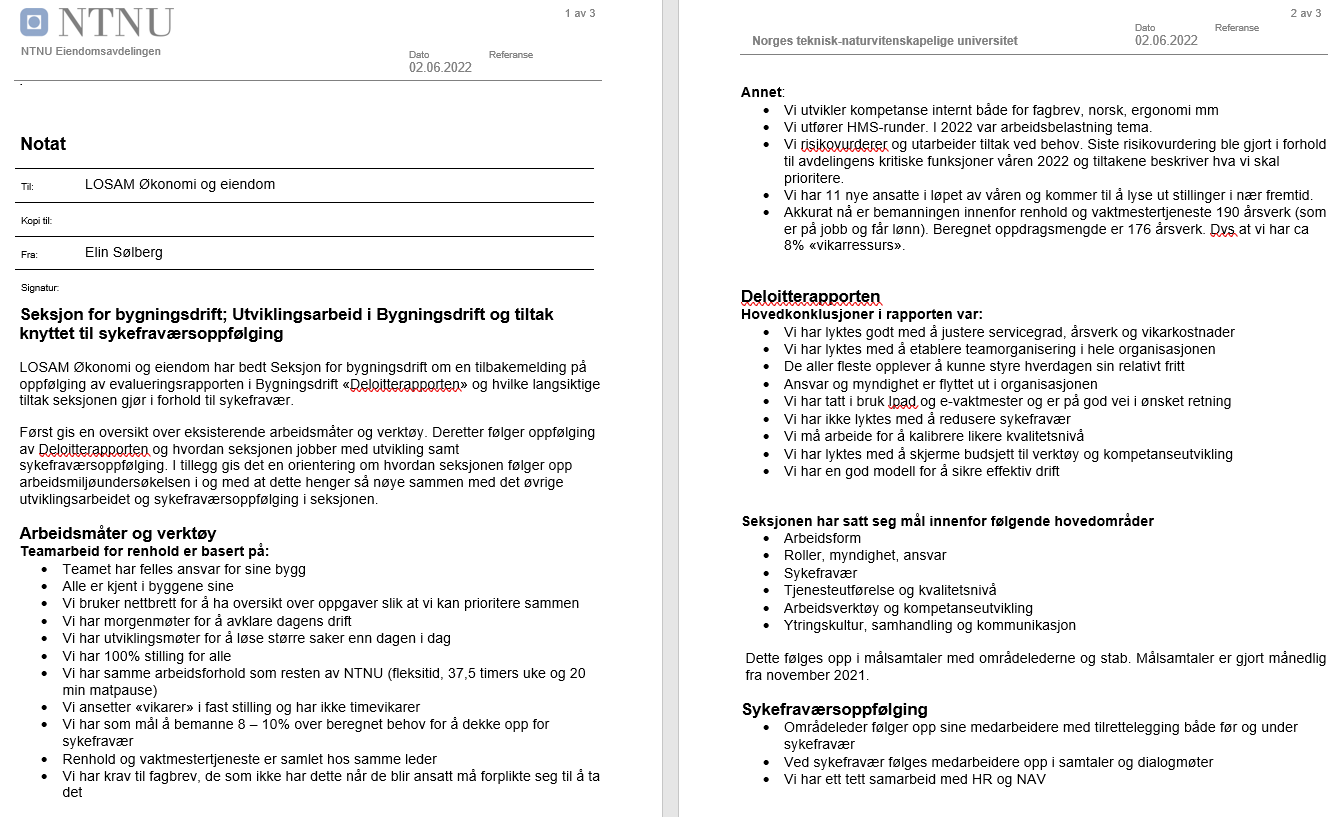 1 av 3
NTNU
NTNU Eiendomsavdelingen
Dato
Referanse
02.06.2022
Notat
Til: LOSAM Økonomi og eiendom
Kopi til:
Fra: Elin Sølberg
Signatur:
Seksjon for bygningsdrift; Utviklingsarbeid i Bygningsdrift og tiltak
knyttet til sykefraværsoppfølging
LOSAM Økonomi og eiendom har bedt Seksjon for bygningsdrift om en tilbakemelding på
oppfølging av evalueringsrapporten i Bygningsdrift «Deloitterapporten» og hvilke langsiktige
tiltak seksjonen gjør i forhold til sykefravær.
Først gis en oversikt over eksisterende arbeidsmåter og verktøy. Deretter følger oppfølging
av Deloitterapporten og hvordan seksjonen jobber med utvikling samt
sykefraværsoppfølging. I tillegg gis det en orientering om hvordan seksjonen følger opp
arbeidsmiljøundersøkelsen i og med at dette henger så nøye sammen med det øvrige
utviklingsarbeidet og sykefraværsoppfølging i seksjonen.
Arbeidsmåter og verktøy
Teamarbeid for renhold er basert på:
• Teamet har felles ansvar for sine bygg
• Alle er kjent i byggene sine
• Vi bruker nettbrett for å ha oversikt over oppgaver slik at vi kan prioritere sammen
• Vi har morgenmøter for å avklare dagens drift
• Vi har utviklingsmøter for å løse større saker enn dagen i dag
• Vi har 100% stilling for alle
• Vi har samme arbeidsforhold som resten av NTNU (fleksitid, 37,5 timers uke og 20
min matpause)
• Vi ansetter «vikarer» i fast stilling og har ikke timevikarer
• Vi har som mål å bemanne 8 – 10% over beregnet behov for å dekke opp for
sykefravær
• Renhold og vaktmestertjeneste er samlet hos samme leder
• Vi har krav til fagbrev, de som ikke har dette når de blir ansatt må forplikte seg til å ta
det
2 av 3
Dato
Referanse
Norges teknisk-naturvitenskapelige universitet
02.06.2022
Annet:
• Vi utvikler kompetanse internt både for fagbrev, norsk, ergonomi mm
• Vi utfører HMS-runder. I 2022 var arbeidsbelastning tema.
• Vi risikovurderer og utarbeider tiltak ved behov. Siste risikovurdering ble gjort i forhold
til avdelingens kritiske funksjoner våren 2022 og tiltakene beskriver hva vi skal
prioritere.
• Vi har 11 nye ansatte i løpet av våren og kommer til å lyse ut stillinger i nær fremtid.
• Akkurat nå er bemanningen innenfor renhold og vaktmestertjeneste 190 årsverk (som
er på jobb og får lønn). Beregnet oppdragsmengde er 176 årsverk. Dvs at vi har ca
8% «vikarressurs».
Deloitterapporten
Hovedkonklusjoner i rapporten var:
• Vi har lyktes godt med å justere servicegrad, årsverk og vikarkostnader
• Vi har lyktes med å etablere teamorganisering i hele organisasjonen
• De aller fleste opplever å kunne styre hverdagen sin relativt fritt
• Ansvar og myndighet er flyttet ut i organisasjonen
• Vi har tatt i bruk Ipad og e-vaktmester og er på god vei i ønsket retning
• Vi har ikke lyktes med å redusere sykefravær
• Vi må arbeide for å kalibrere likere kvalitetsnivå
• Vi har lyktes med å skjerme budsjett til verktøy og kompetanseutvikling
• Vi har en god modell for å sikre effektiv drift
Seksjonen har satt seg mål innenfor følgende hovedområder
• Arbeidsform
• Roller, myndighet, ansvar
• Sykefravær
• Tjenesteutførelse og kvalitetsnivå
• Arbeidsverktøy og kompetanseutvikling
• Ytringskultur, samhandling og kommunikasjon
Dette følges opp i målsamtaler med områdelederne og stab. Målsamtaler er gjort månedlig
fra november 2021.
Sykefraværsoppfølging
• Områdeleder følger opp sine medarbeidere med tilrettelegging både før og under
sykefravær
• Ved sykefravær følges medarbeidere opp i samtaler og dialogmøter
• Vi har ett tett samarbeid med HR og NAV